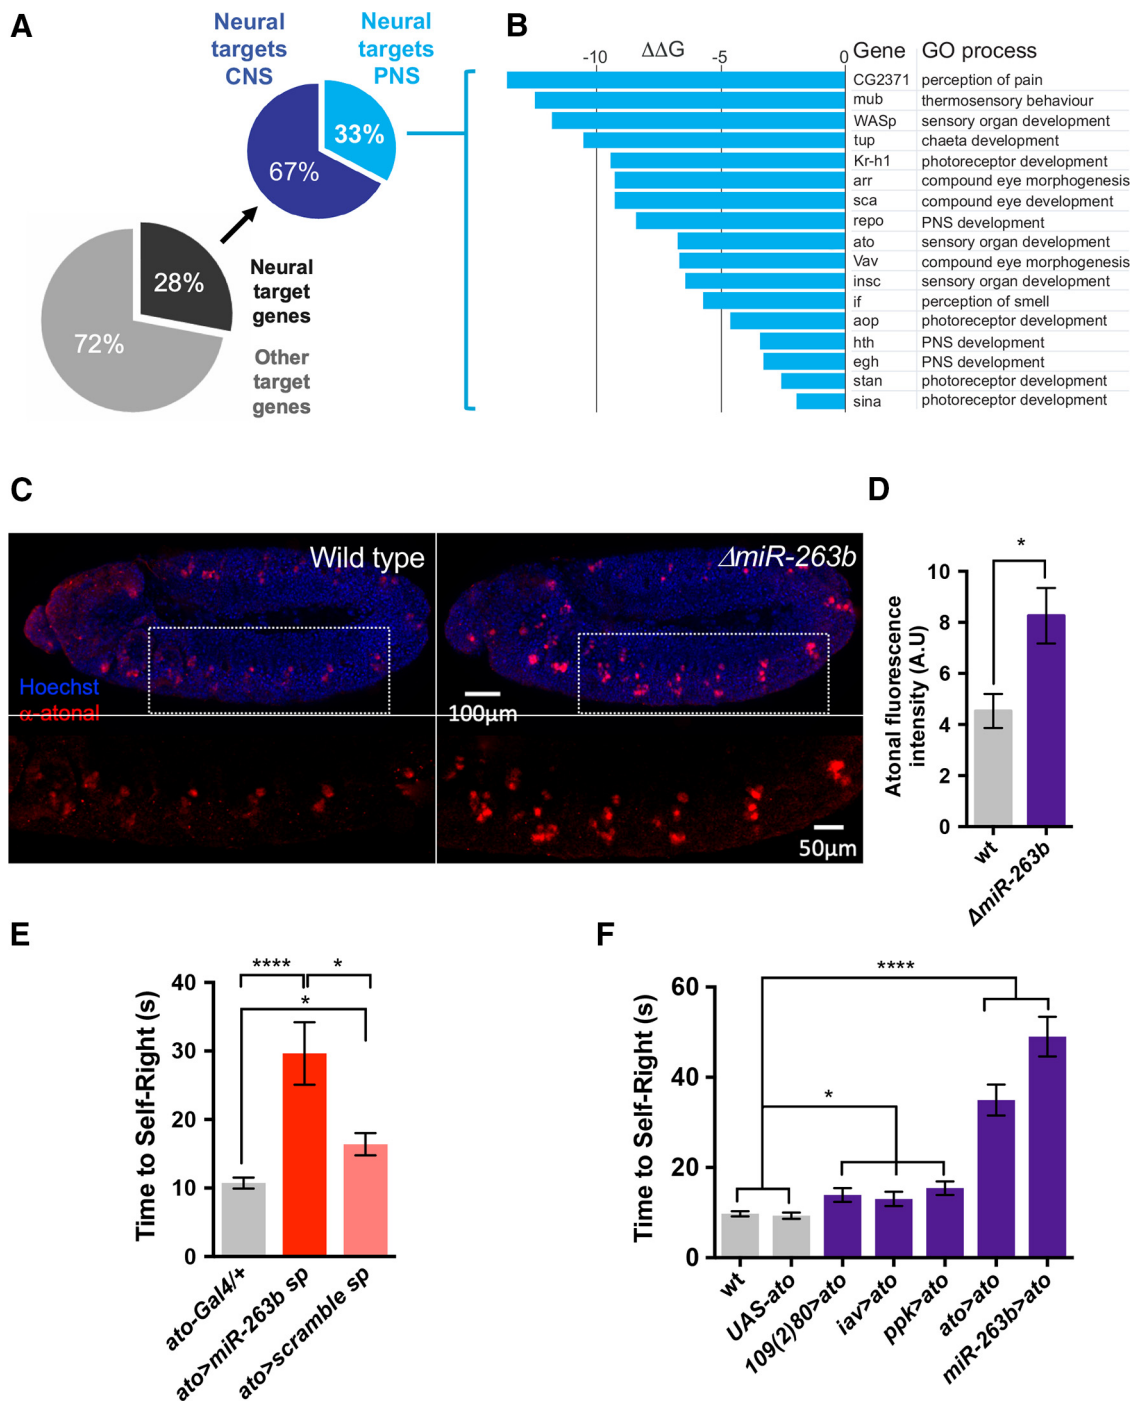 A
Neural
targets
CNS
Neural
targets
PNS
33%
67%
28%
72%
Neural
target
genes
Other
target
genes
B
-10 ΔΔG -5 0 Gene GO process
CG2371 perception of pain
mub thermosensory behaviour
WASp sensory organ development
tup chaeta development
Kr-h1 photoreceptor development
arr compound eye morphogenesis
sca compound eye development
repo PNS development
ato sensory organ development
Vav compound eye morphogenesis
insc sensory organ development
if perception of smell
aop photoreceptor development
hth PNS development
egh PNS development
stan photoreceptor development
sina photoreceptor development
C
Wild type
ΔmiR-263b
Hoechst
α-atonal
100μm
50μm
D
*
Atonal fluorescence
intensity (A.U)
10
8
6
4
2
0
wt
ΔmiR-263b
E
**** *
*
Time to Self-Right (s)
40
30
20
10
0
ato-Gal4/+
ato>miR-263b sp
ato>scramble sp
F
****
*
Time to Self-Right (s)
60
40
20
0
wt
UAS-ato
109(2)80>ato
iav>ato
ppk>ato
ato>ato
miR-263b>ato